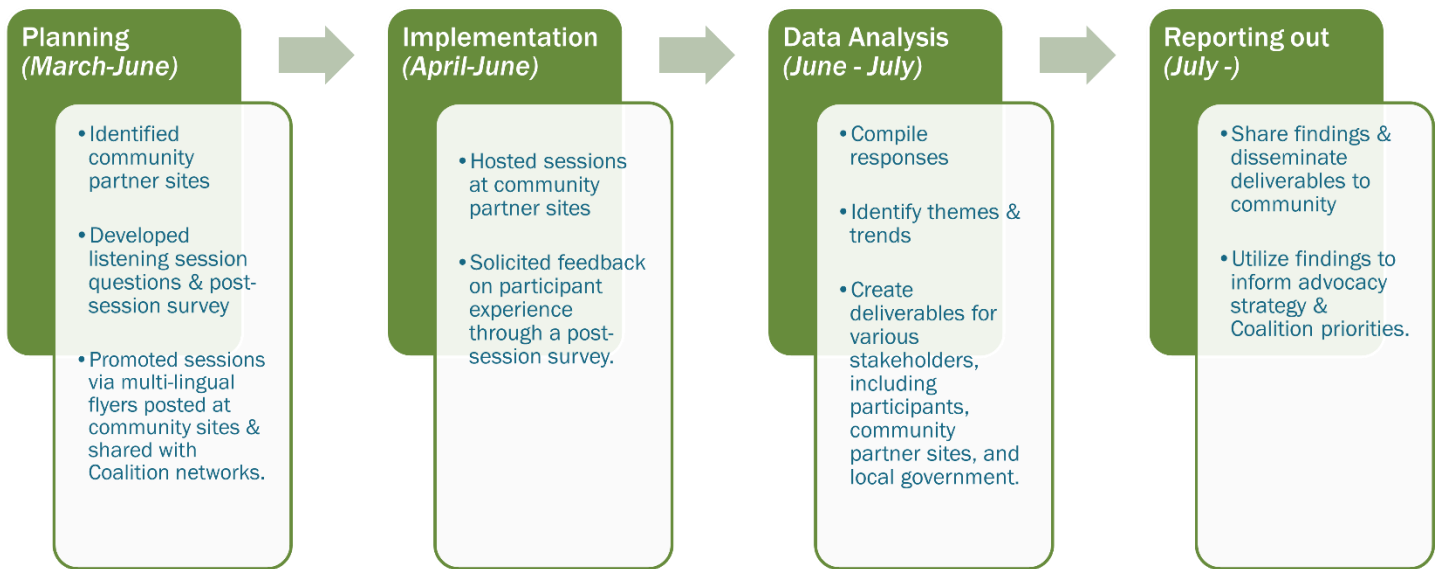 Planning
(March-June)
• Identified
community
partner sites
• Developed
listening session
questions & post-
session survey
• Promoted sessions
via multi-lingual
flyers posted at
community sites &
shared with
Coalition networks.
Implementation
(April-June)
• Hosted sessions
at community
partner sites
• Solicited feedback
on participant
experience
through a post-
session survey.
Data Analysis
(June - July)
• Compile
responses
• Identify themes &
trends
• Create
deliverables for
various
stakeholders,
including
participants,
community
partner sites, and
local government.
Reporting out
(July -)
• Share findings &
disseminate
deliverables to
community
• Utilize findings to
inform advocacy
strategy &
Coalition priorities.